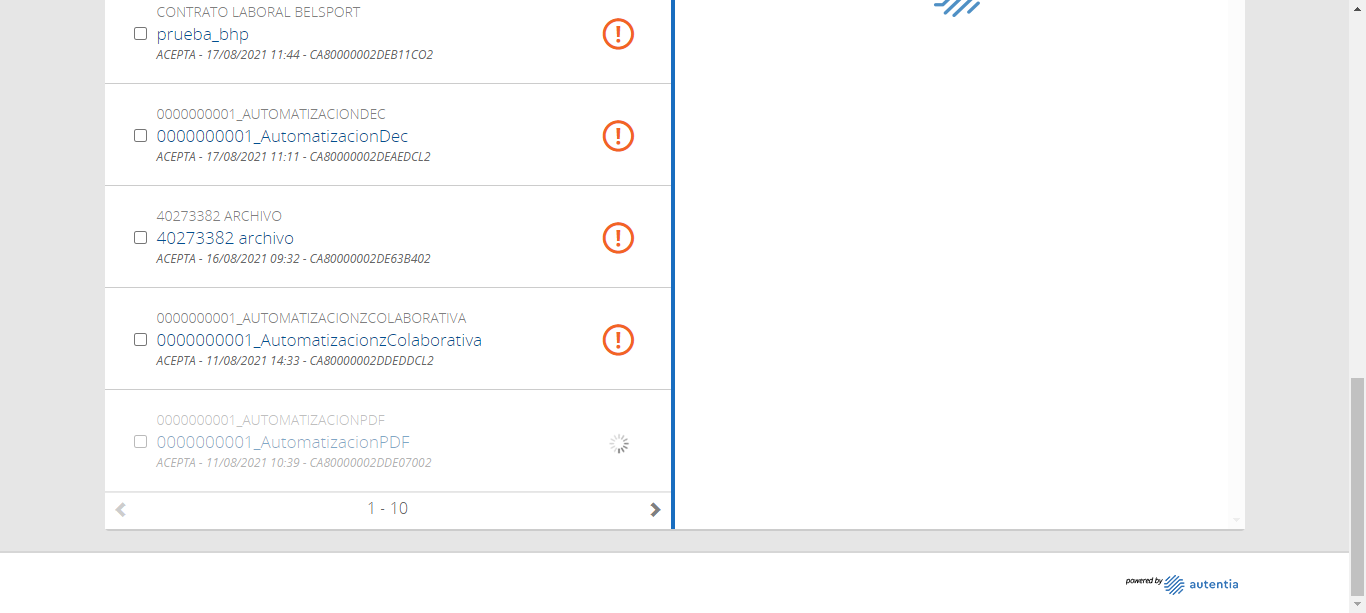 CONTRATO LABORAL BELSPORT
prueba_bhp
ACEPTA - 17/08/2021 11:44 - CA80000002DEB11CO2
0000000001_AUTOMATIZACIONDEC
0000000001_AutomatizacionDec
ACEPTA - 17/08/2021 11:11 - CA80000002DEAEDCL2
40273382 ARCHIVO
40273382 archivo
ACEPTA - 16/08/2021 09:32 - CA80000002DE63B402
0000000001_AUTOMATIZACIONZCOLABORATIVA
0000000001_AutomatizacionzColaborativa
ACEPTA - 11/08/2021 14:33 - CA80000002DDEDDCL2
0000000001_AUTOMATIZACIONPDF
0000000001_AutomatizacionPDF
ACEPTA - 11/08/2021 10:39 - CA80000002DDE07002
1 - 10
powered by autentia